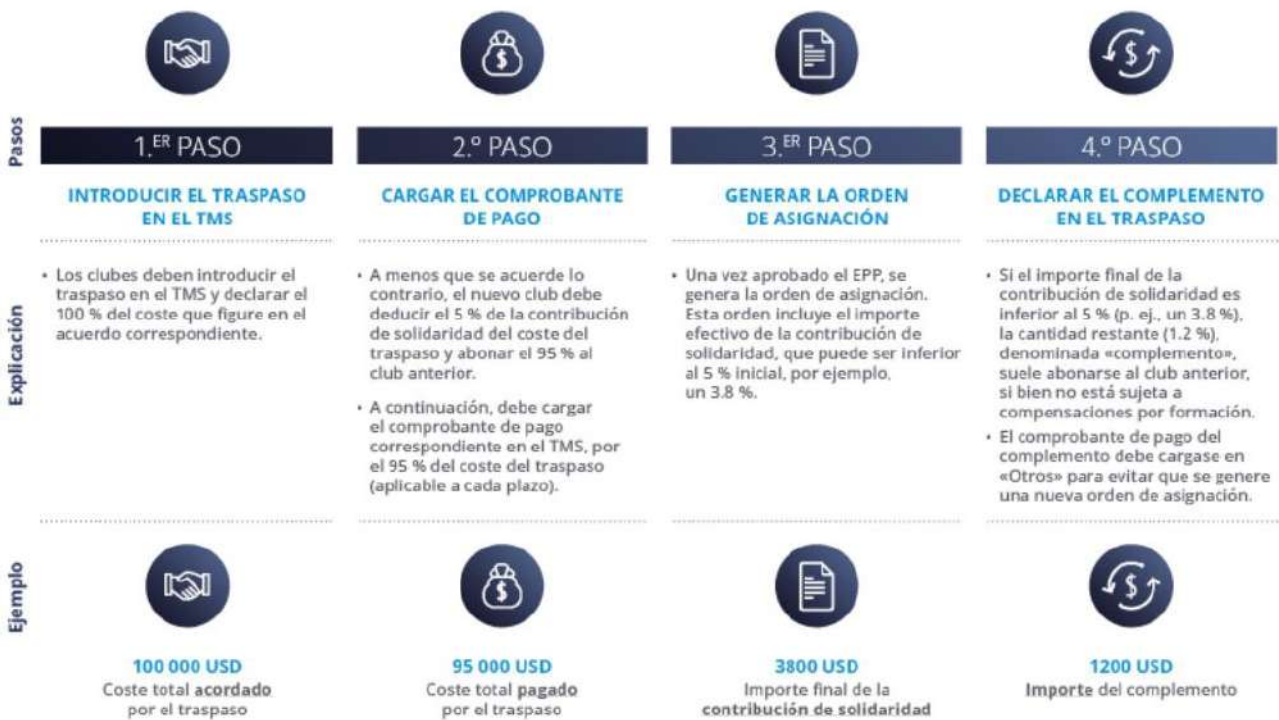 Pasos
1.ER PASO
INTRODUCIR EL TRASPASO
EN EL TMS
2.º PASO
CARGAR EL COMPROBANTE
DE PAGO
3.ER PASO
GENERAR LA ORDEN
DE ASIGNACIÓN
4.º PASO
DECLARAR EL COMPLEMENTO
EN EL TRASPASO
Explicación
• Los clubes deben introducir el
traspaso en el TMS y declarar el
100 % del coste que figure en el
acuerdo correspondiente.
• A menos que se acuerde lo
contrario, el nuevo club debe
deducir el 5 % de la contribución
de solidaridad del coste del
traspaso y abonar el 95 % al
club anterior.
• A continuación, debe cargar
el comprobante de pago
correspondiente en el TMS, por
el 95 % del coste del traspaso
(aplicable a cada plazo).
• Una vez aprobado el EPP, se
genera la orden de asignación.
Esta orden incluye el importe
efectivo de la contribución de
solidaridad, que puede ser inferior
al 5 % inicial, por ejemplo,
un 3.8 %.
• Si el importe final de la
contribución de solidaridad es
inferior al 5 % (p. ej., un 3.8 %),
la cantidad restante (1.2 %),
denominada «complemento»,
suele abonarse al club anterior,
si bien no está sujeta a
compensaciones por formación.
• El comprobante de pago del
complemento debe cargase en
«Otros» para evitar que se genere
una nueva orden de asignación.
Ejemplo
100 000 USD
Coste total acordado
por el traspaso
95 000 USD
Coste total pagado
por el traspaso
3800 USD
Importe final de la
contribución de solidaridad
1200 USD
Importe del complemento